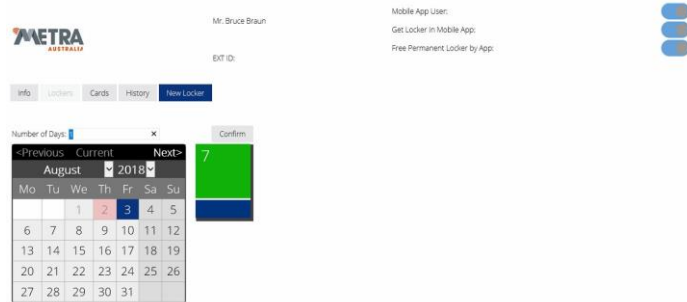 METRA
AUSTRALIA
Mr. Bruce Braun
EXT ID:
Mobile App User:
Get Locker in Mobile App:
Free Permanent Locker by App:
Info Lockers Cards History New Locker
Number of Days: × Confirm
<Previous Current Next>
August 2018
Mo Tu We Th Fr Sa Su
1 2 3 4 5
6 7 8 9 10 11 12
13 14 15 16 17 18 19
20 21 22 23 24 25 26
27 28 29 30 31
7